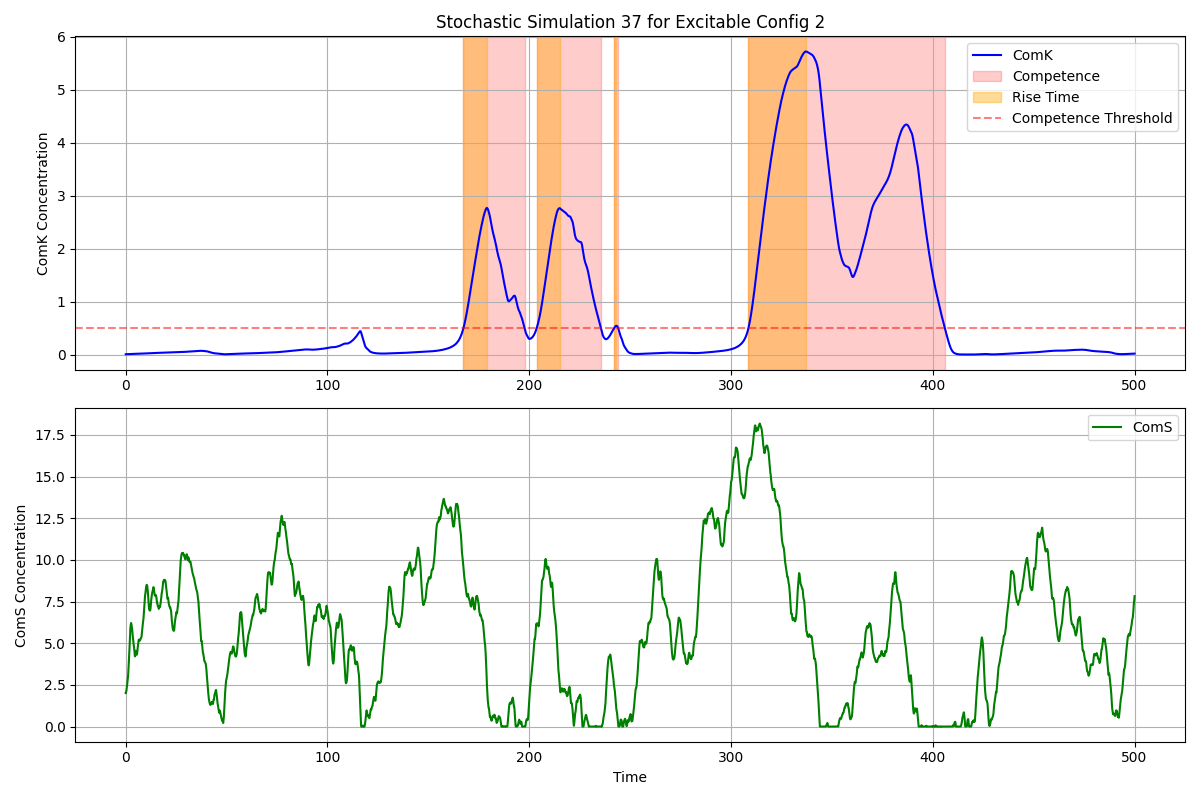 Stochastic Simulation 37 for Excitable Config 2
6
5
4
3
2
1
0
ComK Concentration
ComK
Competence
Rise Time
Competence Threshold
0 100 200 300 400 500
17.5
15.0
12.5
10.0
7.5
5.0
2.5
0.0
ComS Concentration
ComS
0 100 200 300 400 500
Time